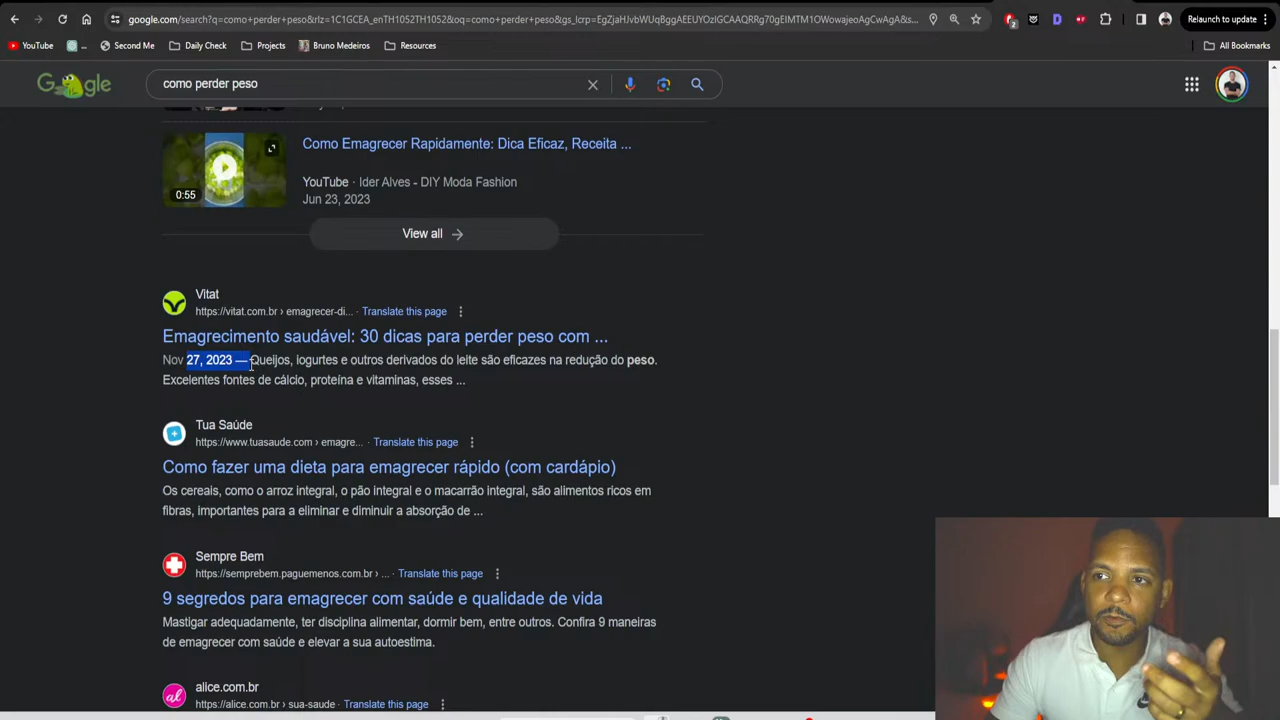 google.com/search?q=como+perder+peso&rlz=1C1GCEA_enTH1052TH1052&oq=como+perder+peso&gs_lcrp=EgZjaHJvbWUqBggAEEUYOzIGCAAQRRg70gEIMTM1OWowajeoAgCwAgA&s...
Relaunch to update
YouTube
...
Second Me
Daily Check
Projects
Bruno Medeiros
Resources
All Bookmarks
Google
como perder peso
Como Emagrecer Rapidamente: Dica Eficaz, Receita ...
YouTube · Ider Alves - DIY Moda Fashion
0:55
Jun 23, 2023
View all
Vitat
https://vitat.com.br › emagrecer-di... · Translate this page
Emagrecimento saudável: 30 dicas para perder peso com ...
Nov 27, 2023 — Queijos, iogurtes e outros derivados do leite são eficazes na redução do peso.
Excelentes fontes de cálcio, proteína e vitaminas, esses ...
Tua Saúde
https://www.tuasaude.com › emagre... · Translate this page
Como fazer uma dieta para emagrecer rápido (com cardápio)
Os cereais, como o arroz integral, o pão integral e o macarrão integral, são alimentos ricos em
fibras, importantes para a eliminar e diminuir a absorção de ...
Sempre Bem
https://semprebem.paguemenos.com.br › ... · Translate this page
9 segredos para emagrecer com saúde e qualidade de vida
Mastigar adequadamente, ter disciplina alimentar, dormir bem, entre outros. Confira 9 maneiras
de emagrecer com saúde e elevar a sua autoestima.
alice.com.br
al
https://alice.com.br › sua-saude · Translate this page